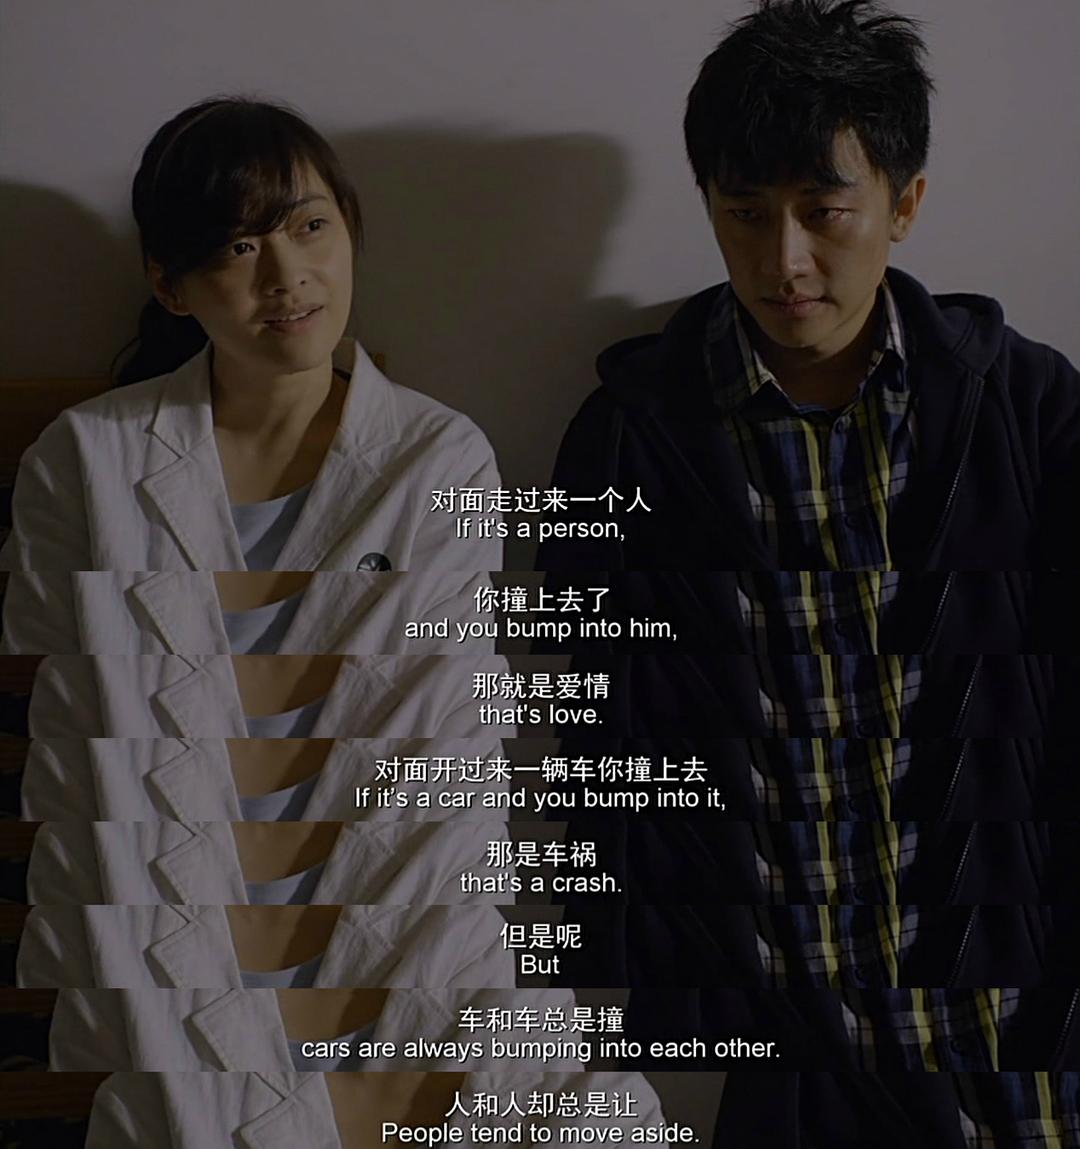 对面走过来一个人
If it's a person,
你撞上去了
and you bump into him,
那就是爱情
that's love.
对面开过来一辆车你撞上去
If it's a car and you bump into it,
那是车祸
that's a crash.
但是呢
But
车和车总是撞
cars are always bumping into each other.
人和人却总是让
People tend to move aside.